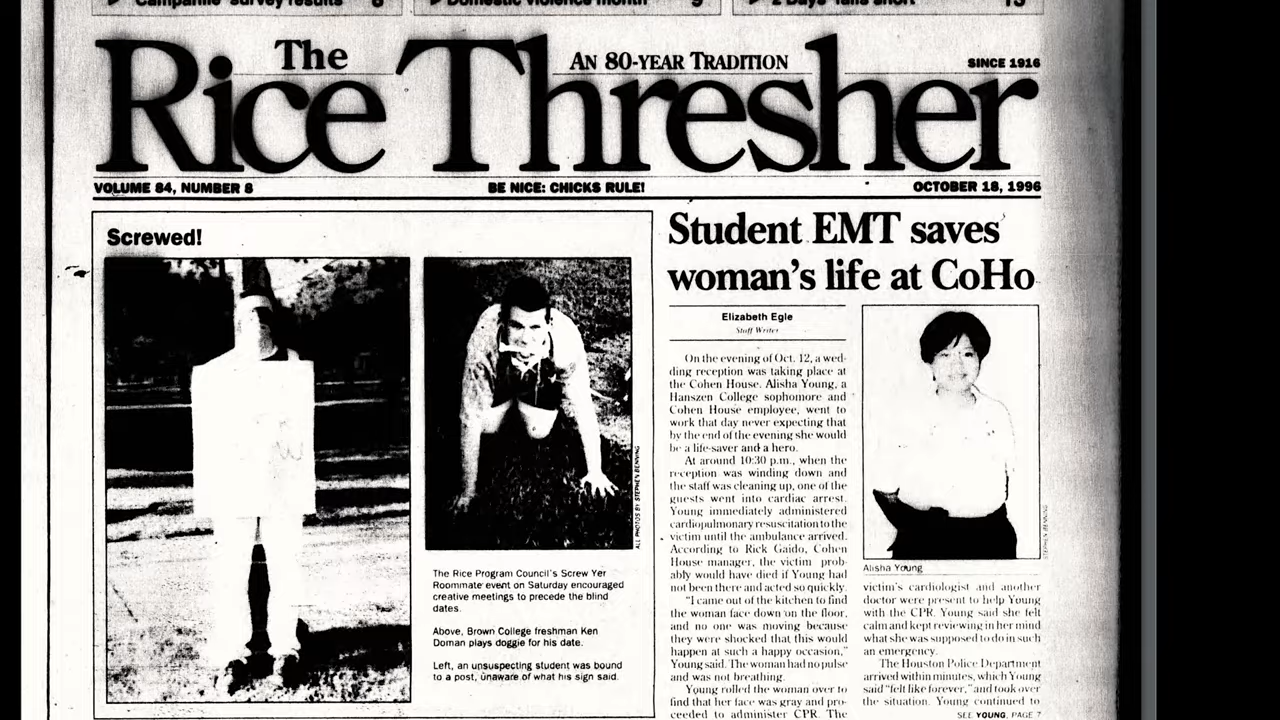 Campanile survey results 8
Domestic violence month 9
2 Days falls short
The
Rice Thresher
AN 80-YEAR TRADITION
SINCE 1916
VOLUME 84, NUMBER 8
BE NICE: CHICKS RULE!
OCTOBER 18, 1996
Screwed!
ALL PHOTOS BY STEPHEN BENNING
The Rice Program Council's Screw Yer
Roommate event on Saturday encouraged
creative meetings to precede the blind
dates.
Above, Brown College freshman Ken
Doman plays doggie for his date.
Left, an unsuspecting student was bound
to a post, unaware of what his sign said.
Student EMT saves
woman's life at CoHo
Elizabeth Egle
Staff Writer
On the evening of Oct. 12, a wed-
ding reception was taking place at
the Cohen House. Alisha Young, a
Hanszen College sophomore and
Cohen House employee, went to
work that day never expecting that
by the end of the evening she would
be a life-saver and a hero.
At around 10:30 p.m., when the
reception was winding down and
the staff was cleaning up, one of the
guests went into cardiac arrest.
Young immediately administered
cardiopulmonary resuscitation to the
victim until the ambulance arrived.
According to Rick Gaido, Cohen
House manager, the victim prob-
ably would have died if Young had
not been there and acted so quickly.
"I came out of the kitchen to find
the woman face down on the floor,
and no one was moving because
they were shocked that this would
happen at such a happy occasion,"
Young said. The woman had no pulse
and was not breathing.
Young rolled the woman over to
find that her face was gray and pro-
ceeded to administer CPR. The
STEPHEN BENNING
Alisha Young
victim's cardiologist and another
doctor were present to help Young
with the CPR. Young said she felt
calm and kept reviewing in her mind
what she was supposed to do in such
an emergency.
The Houston Police Department
arrived within minutes, which Young
said "felt like forever," and took over
the situation. Young continued to
SEE YOUNG, PAGE 7